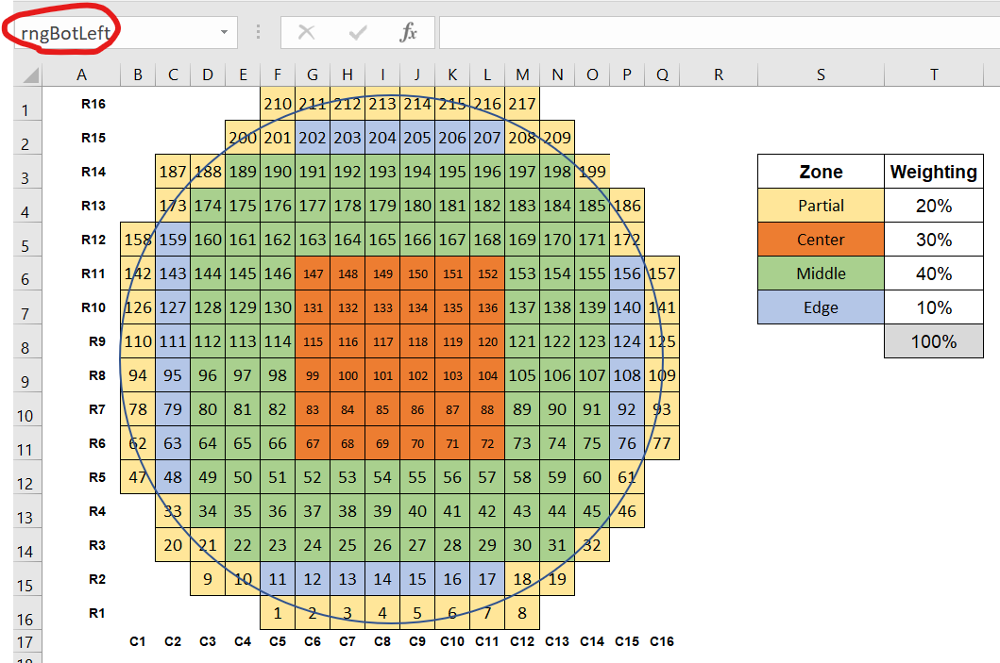 rngBotLeft fx
A B C D E F G H I J K L M N O P Q R S T
1 R16 210 211 212 213 214 215 216 217
2 R15 200 201 202 203 204 205 206 207 208 209
3 R14 187 188 189 190 191 192 193 194 195 196 197 198 199 Zone Weighting
4 R13 173 174 175 176 177 178 179 180 181 182 183 184 185 186 Partial 20%
5 R12 158 159 160 161 162 163 164 165 166 167 168 169 170 171 172 Center 30%
6 R11 142 143 144 145 146 147 148 149 150 151 152 153 154 155 156 157 Middle 40%
7 R10 126 127 128 129 130 131 132 133 134 135 136 137 138 139 140 141 Edge 10%
8 R9 110 111 112 113 114 115 116 117 118 119 120 121 122 123 124 125 100%
9 R8 94 95 96 97 98 99 100 101 102 103 104 105 106 107 108 109
10 R7 78 79 80 81 82 83 84 85 86 87 88 89 90 91 92 93
11 R6 62 63 64 65 66 67 68 69 70 71 72 73 74 75 76 77
12 R5 47 48 49 50 51 52 53 54 55 56 57 58 59 60 61
13 R4 33 34 35 36 37 38 39 40 41 42 43 44 45 46
14 R3 20 21 22 23 24 25 26 27 28 29 30 31 32
15 R2 9 10 11 12 13 14 15 16 17 18 19
16 R1 1 2 3 4 5 6 7 8
17 C1 C2 C3 C4 C5 C6 C7 C8 C9 C10 C11 C12 C13 C14 C15 C16